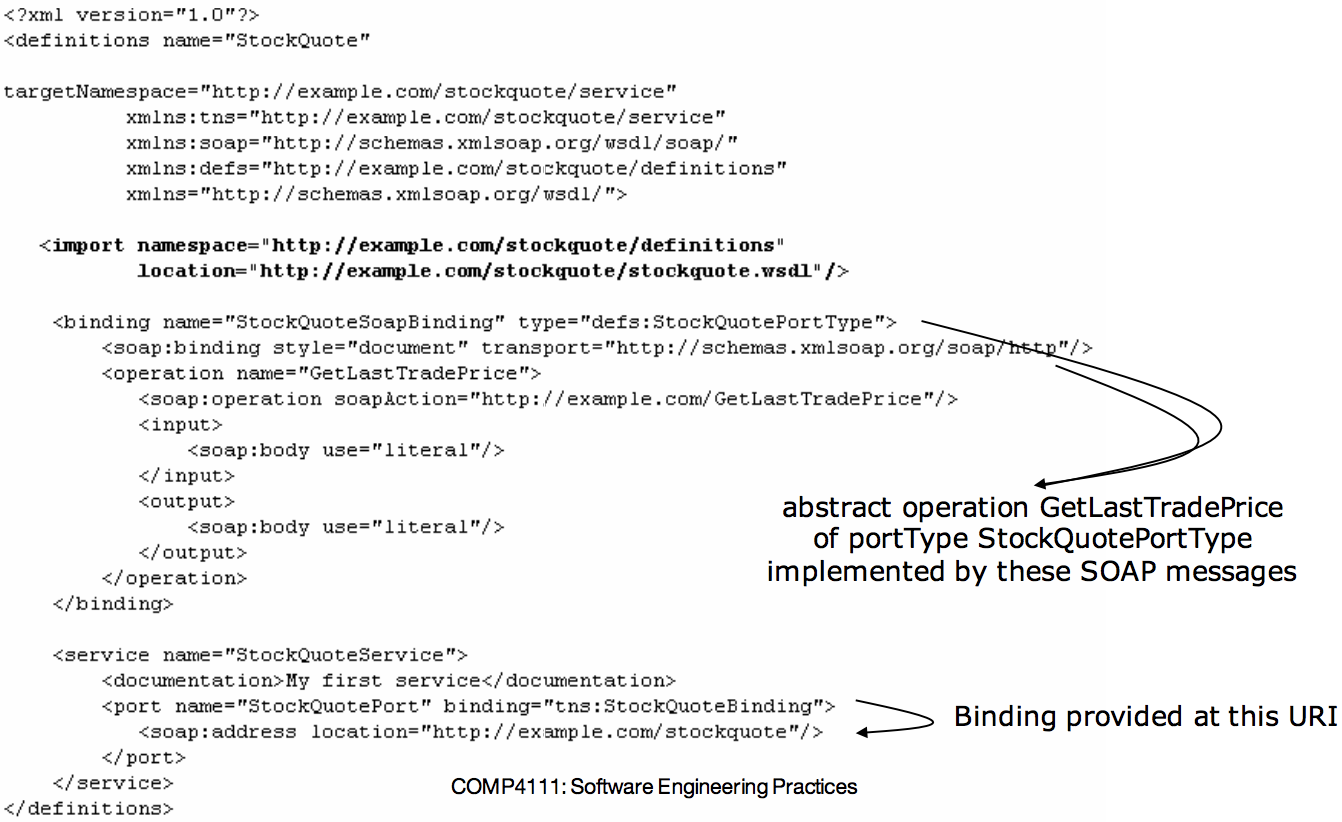 <?xml version="1.0"?>
<definitions name="StockQuote"
targetNamespace="http://example.com/stockquote/service"
xmlns:tns="http://example.com/stockquote/service"
xmlns:soap="http://schemas.xmlsoap.org/wsdl/soap/"
xmlns:defs="http://example.com/stockquote/definitions"
xmlns="http://schemas.xmlsoap.org/wsdl/">
<import namespace="http://example.com/stockquote/definitions"
location="http://example.com/stockquote/stockquote.wsdl"/>
<binding name="StockQuoteSoapBinding" type="defs:StockQuotePortType">
<soap:binding style="document" transport="http://schemas.xmlsoap.org/soap/http"/>
<operation name="GetLastTradePrice">
<soap:operation soapAction="http://example.com/GetLastTradePrice"/>
<input>
<soap:body use="literal"/>
</input>
<output>
<soap:body use="literal"/>
</output>
</operation>
</binding>
abstract operation GetLastTradePrice
of portType StockQuotePortType
implemented by these SOAP messages
<service name="StockQuoteService">
<documentation>My first service</documentation>
<port name="StockQuotePort" binding="tns:StockQuoteBinding">
<soap:address location="http://example.com/stockquote"/>
</port>
</service>
</definitions>
Binding provided at this URI
COMP4111: Software Engineering Practices